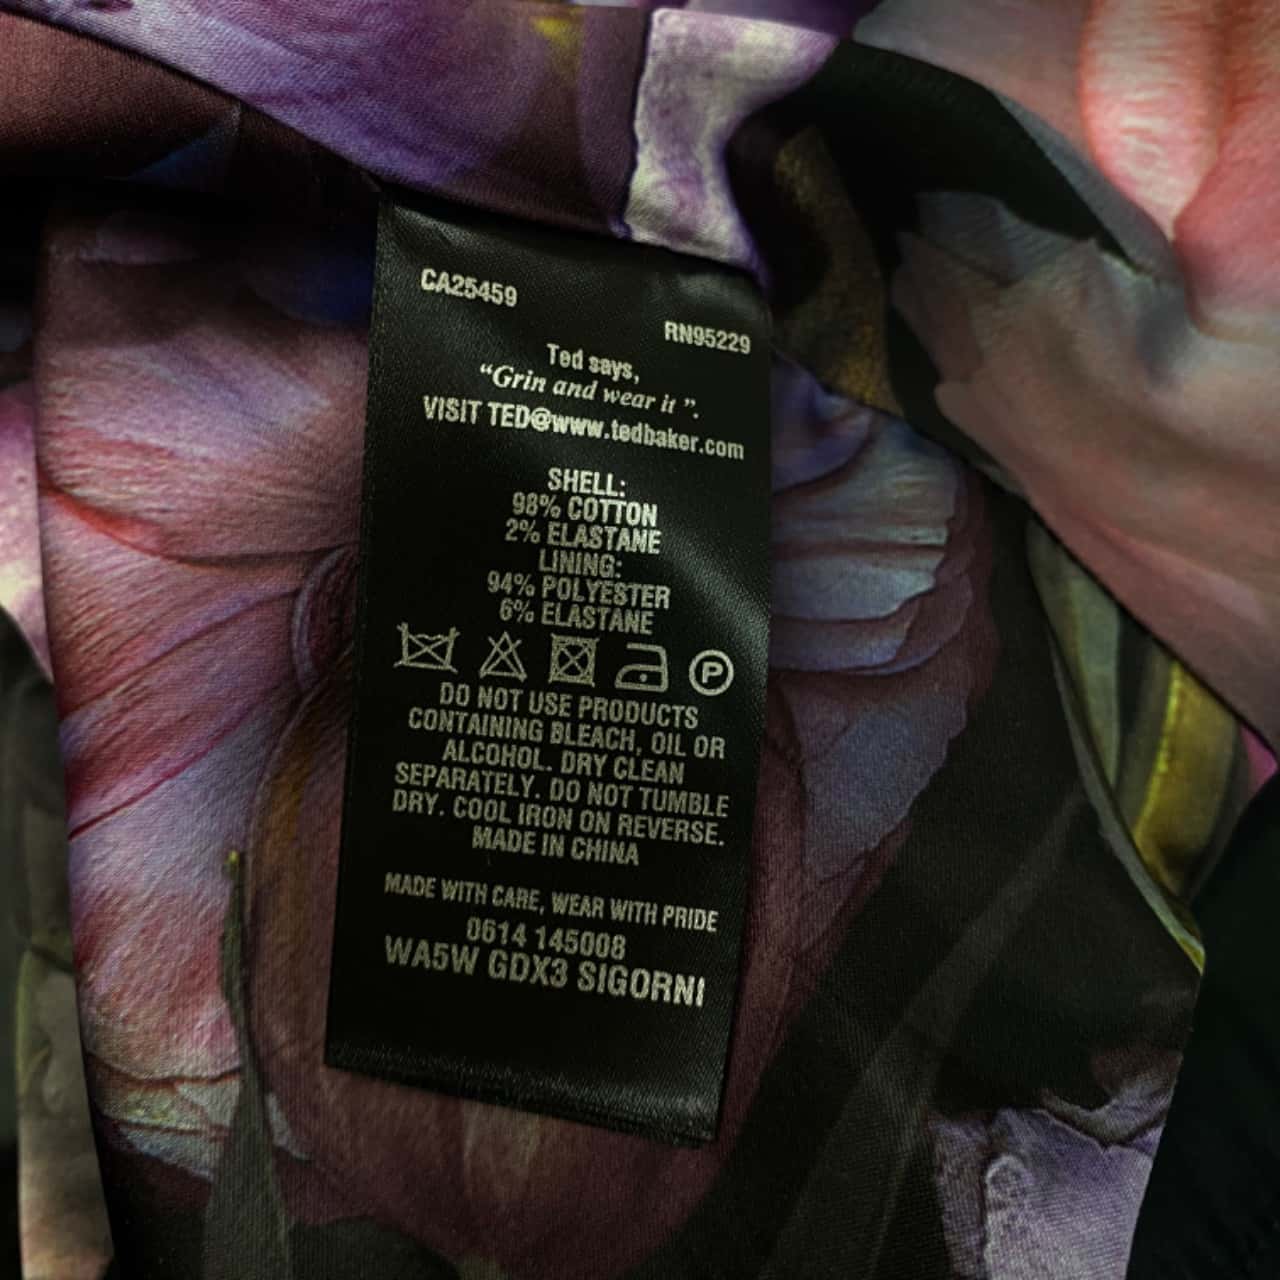 CA25459
RN95229
Ted says,
“Grin and wear it ”.
VISIT TED@www.tedbaker.com
SHELL:
98% COTTON
2% ELASTANE
LINING:
94% POLYESTER
6% ELASTANE
P
DO NOT USE PRODUCTS
CONTAINING BLEACH, OIL OR
ALCOHOL. DRY CLEAN
SEPARATELY. DO NOT TUMBLE
DRY. COOL IRON ON REVERSE.
MADE IN CHINA
MADE WITH CARE, WEAR WITH PRIDE
0614 145008
WA5W GDX3 SIGORNI